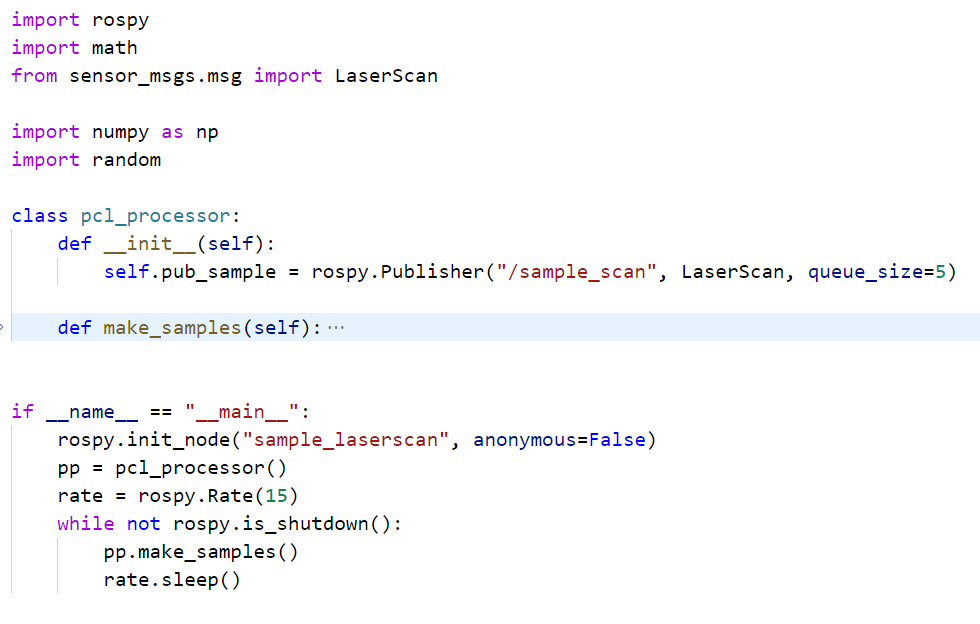 import rospy
import math
from sensor_msgs.msg import LaserScan

import numpy as np
import random

class pcl_processor:
    def __init__(self):
        self.pub_sample = rospy.Publisher("/sample_scan", LaserScan, queue_size=5)

    def make_samples(self):···


if __name__ == "__main__":
    rospy.init_node("sample_laserscan", anonymous=False)
    pp = pcl_processor()
    rate = rospy.Rate(15)
    while not rospy.is_shutdown():
        pp.make_samples()
        rate.sleep()